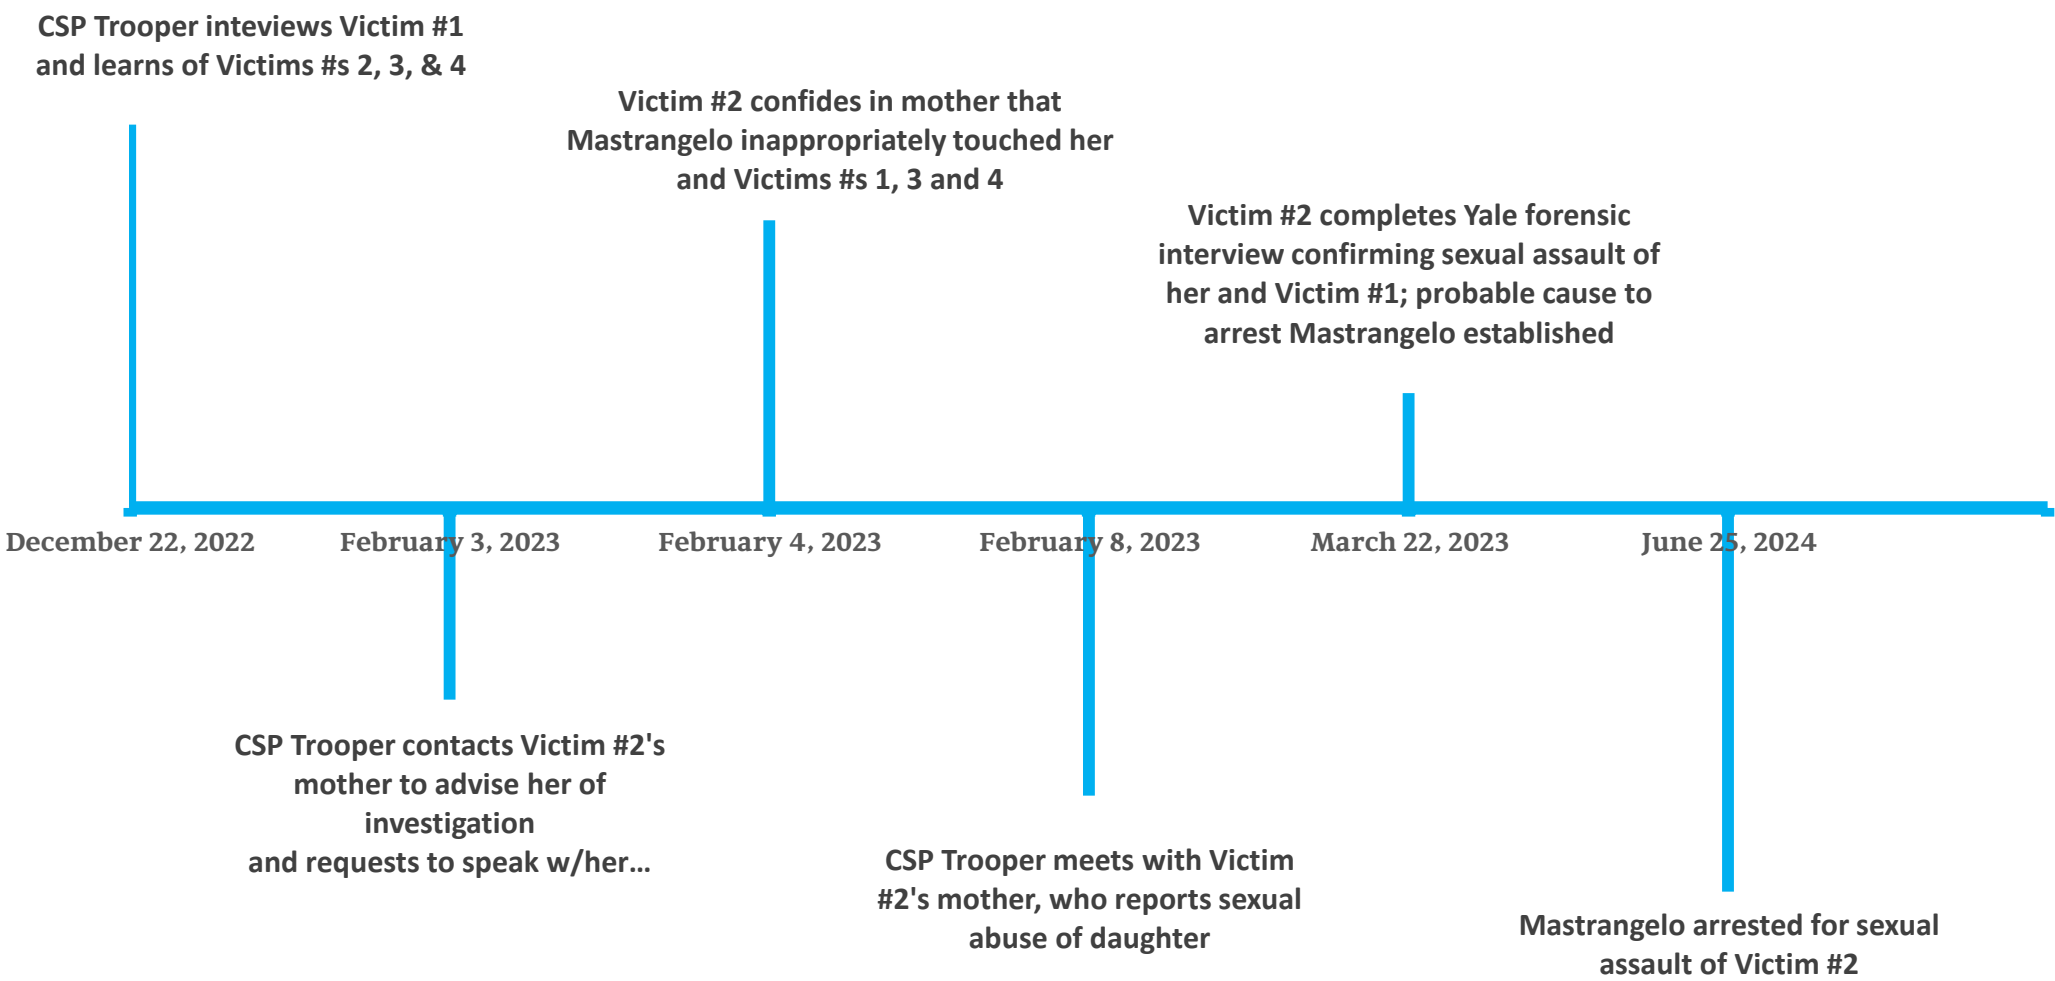 CSP Trooper inteviews Victim #1
and learns of Victims #s 2, 3, & 4
Victim #2 confides in mother that
Mastrangelo inappropriately touched her
and Victims #s 1, 3 and 4
Victim #2 completes Yale forensic
interview confirming sexual assault of
her and Victim #1; probable cause to
arrest Mastrangelo established
December 22, 2022
February 3, 2023
February 4, 2023
February 8, 2023
March 22, 2023
June 25, 2024
CSP Trooper contacts Victim #2's
mother to advise her of
investigation
and requests to speak w/her…
CSP Trooper meets with Victim
#2's mother, who reports sexual
abuse of daughter
Mastrangelo arrested for sexual
assault of Victim #2